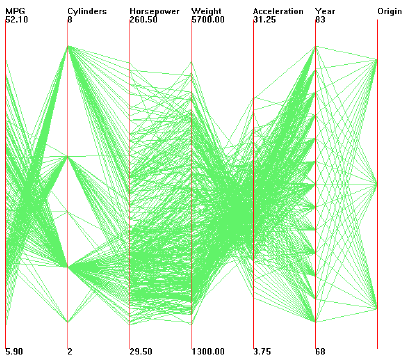 MPG Cylinders Horsepower Weight Acceleration Year Origin
52.10 8 260.50 5700.00 31.25 83
5.90 2 29.50 1300.00 3.75 68